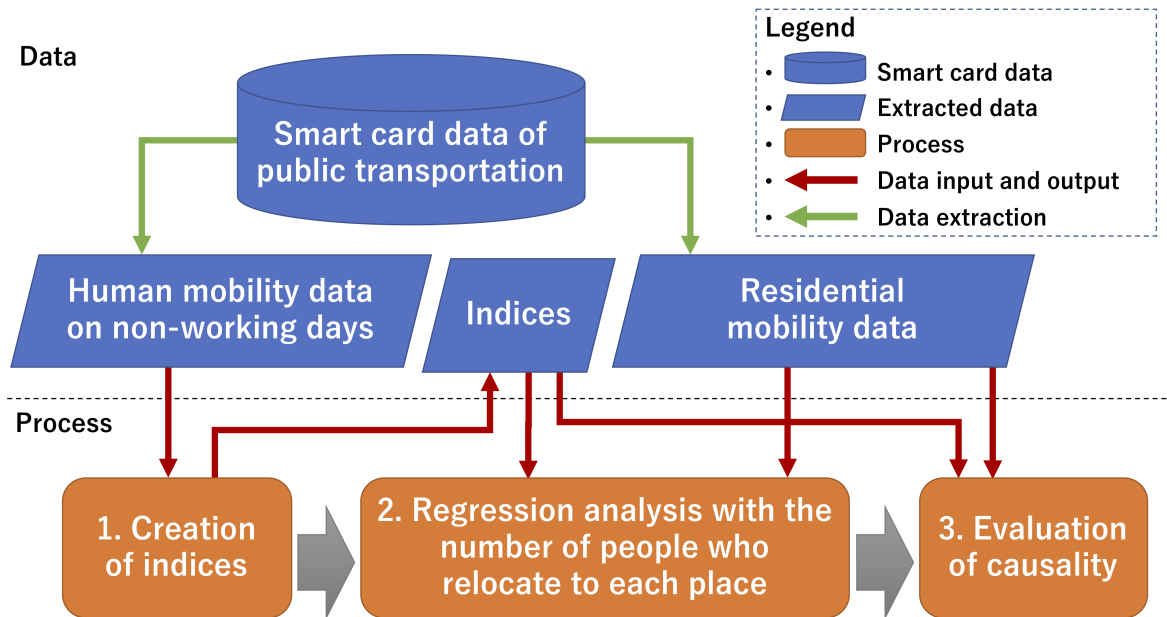 Data
Legend
• Smart card data
• Extracted data
• Process
• Data input and output
• Data extraction
Smart card data of
public transportation
Human mobility data
on non-working days
Indices
Residential
mobility data
Process
1. Creation
of indices
2. Regression analysis with the
number of people who
relocate to each place
3. Evaluation
of causality